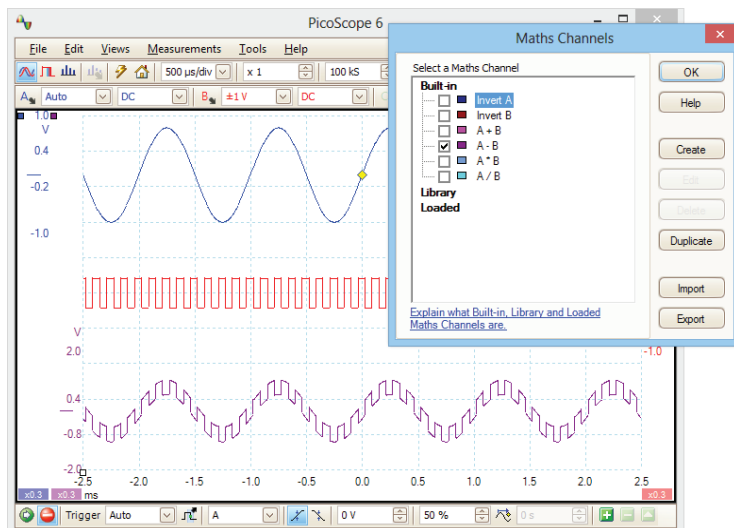 PicoScope 6
File Edit Views Measurements Tools Help
500 µs/div x 1 100 kS
A Auto DC B ±1 V DC
1.0
V
0.4
-0.2
-1.0
V
2.0
0.4
-0.8
-2.0
-1.0
-2.5 -2.0 -1.5 -1.0 -0.5 0.0 0.5 1.0 1.5 2.0 2.5
x0.3 x0.3 ms x0.3
Trigger Auto A 0 V 50 % 0 s
Maths Channels
Select a Maths Channel
Built-in
Invert A
Invert B
A + B
A - B
A * B
A / B
Library
Loaded
Explain what Built-in, Library and Loaded
Maths Channels are.
OK
Help
Create
Edit
Delete
Duplicate
Import
Export